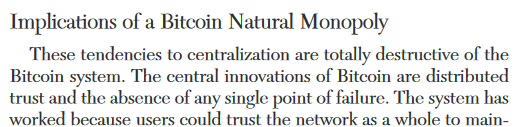 Implications of a Bitcoin Natural Monopoly
These tendencies to centralization are totally destructive of the
Bitcoin system. The central innovations of Bitcoin are distributed
trust and the absence of any single point of failure. The system has
worked because users could trust the network as a whole to main-